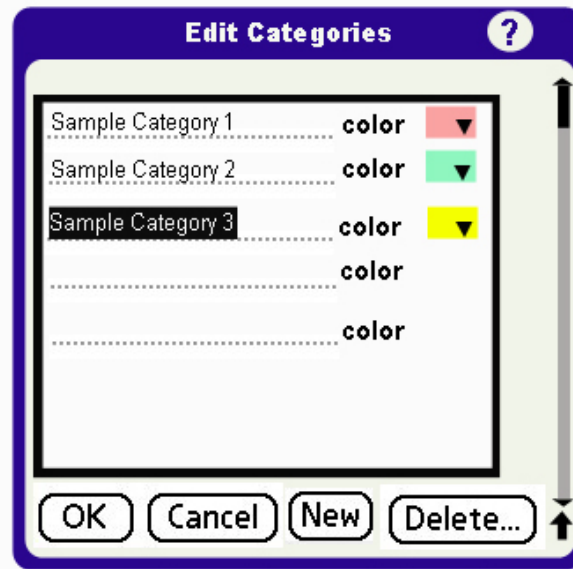 Edit Categories ?
Sample Category 1 color
Sample Category 2 color
Sample Category 3 color
color
color
OK Cancel New Delete...